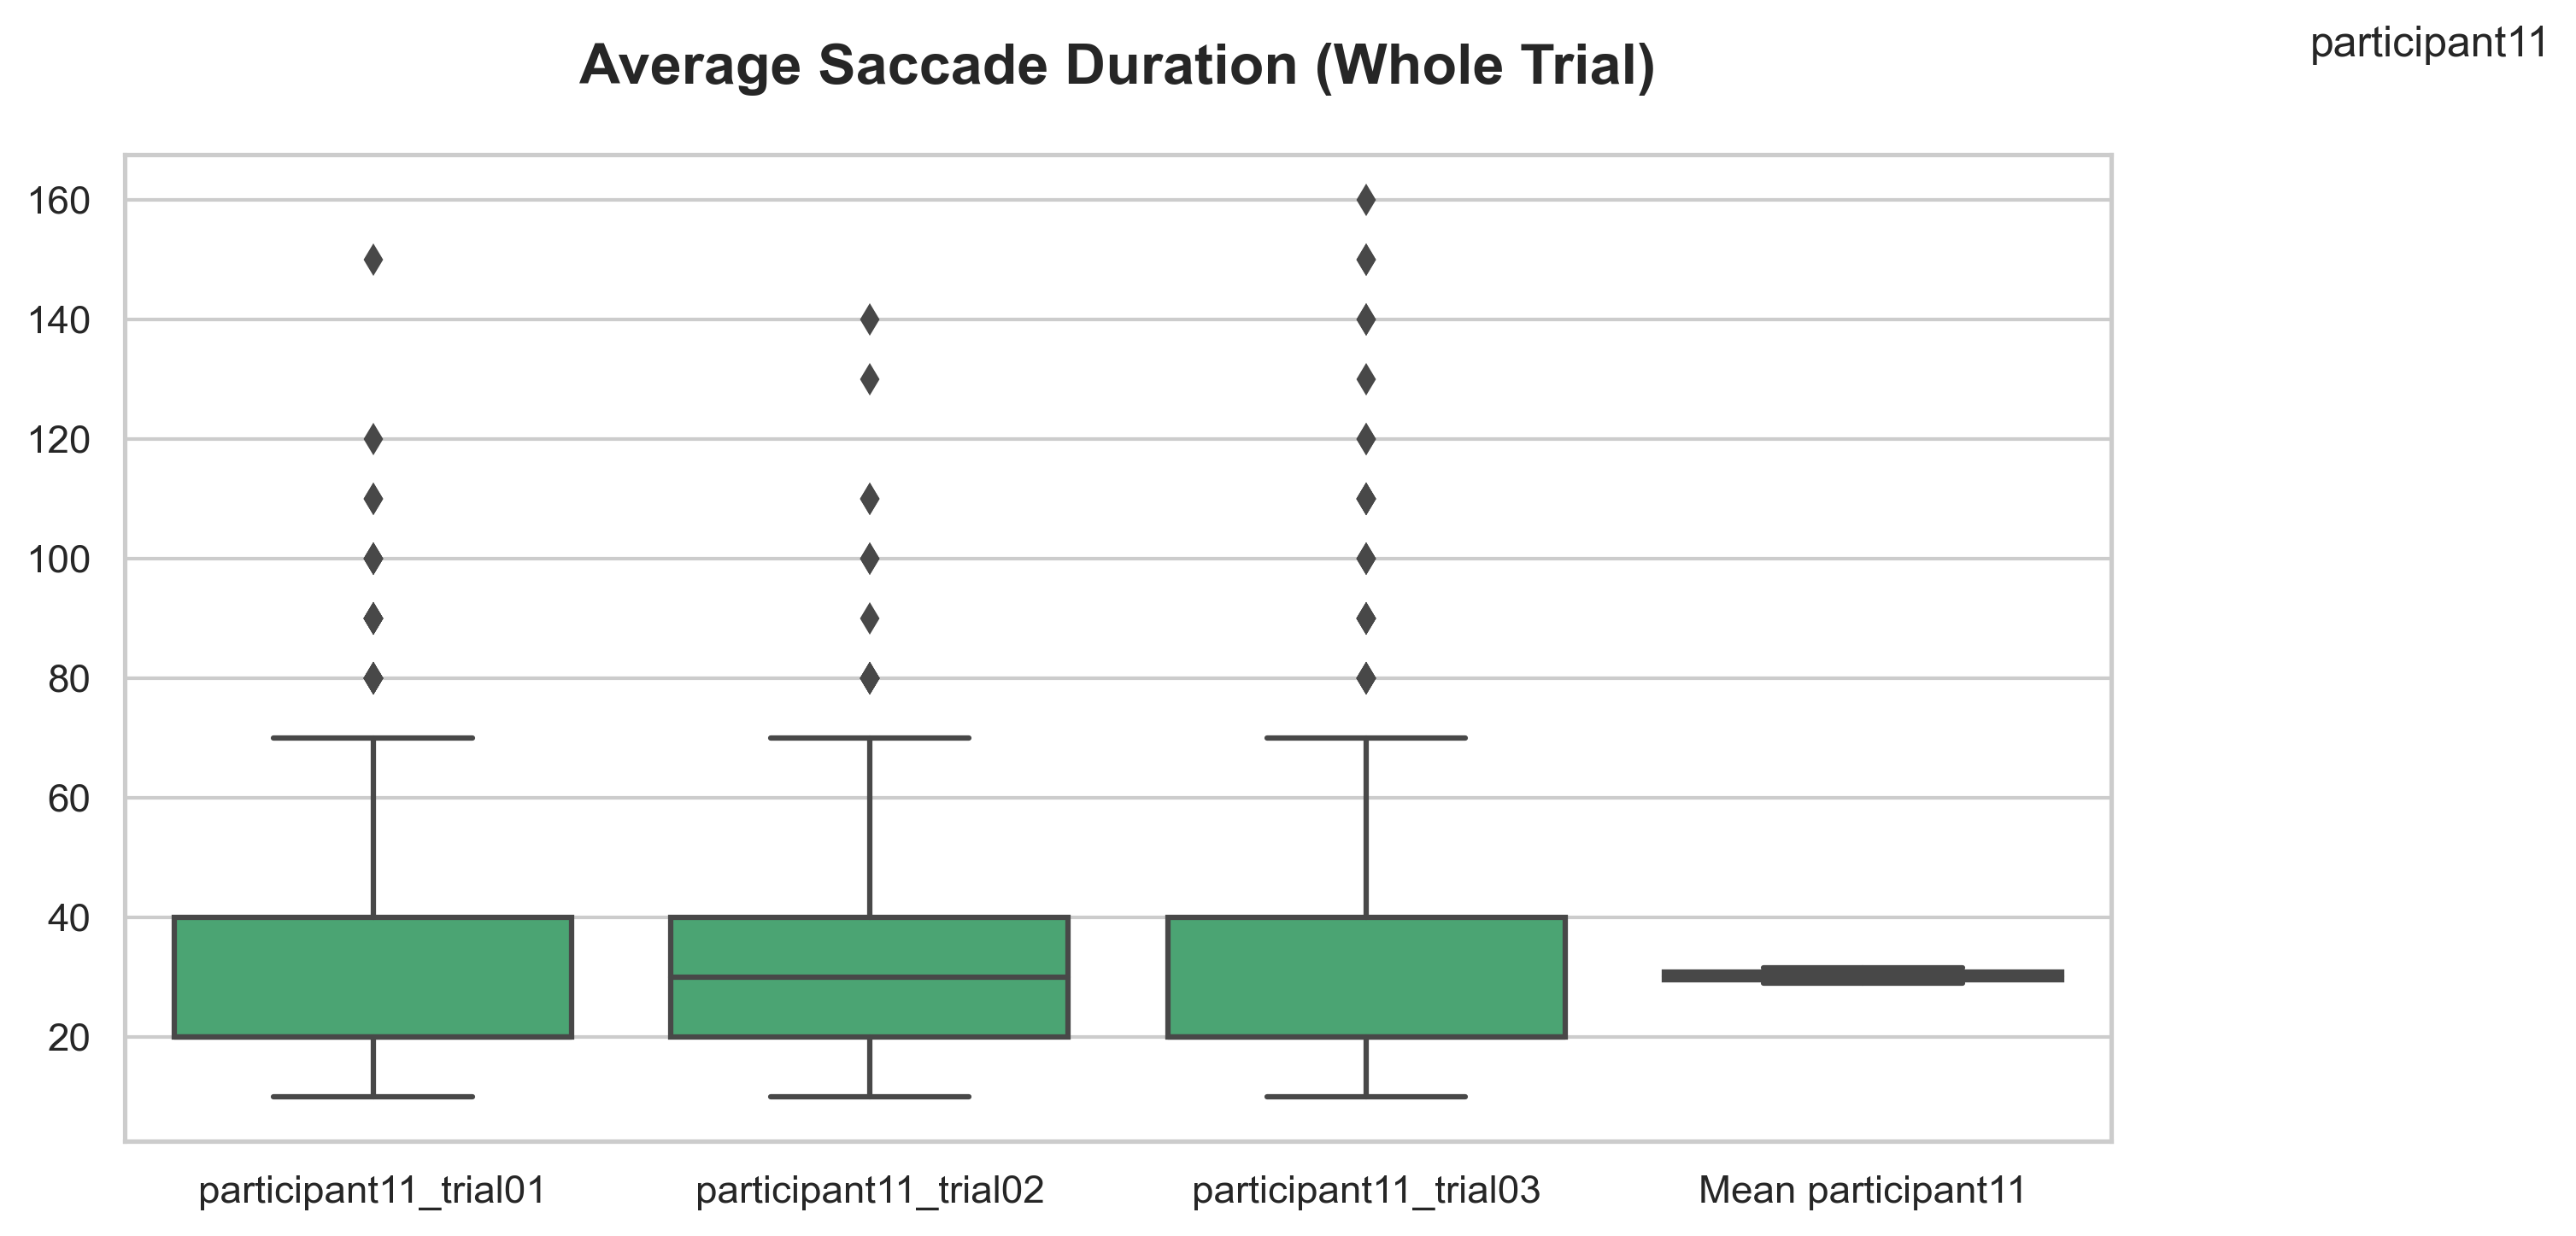 participant11
Average Saccade Duration (Whole Trial)
160
140
120
100
80
60
40
20
participant11_trial01 participant11_trial02 participant11_trial03 Mean participant11